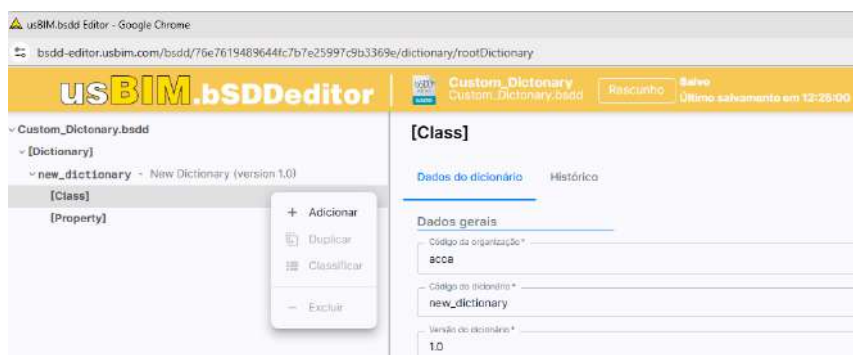 usBIM.bsdd Editor - Google Chrome
bsdd-editor.usbim.com/bsdd/76e7619489644fc7b7e25997c9b3369e/dictionary/rootDictionary
usBIM.bSDDeditor
Custom_Dictonary
Custom_Dictonary.bsdd
Rascunho
Salvo
Último salvamento em 12:26:00
Custom_Dictonary.bsdd
[Dictionary]
new_dictionary - New Dictionary (version 1.0)
[Class]
[Property]
+ Adicionar
Duplicar
Classificar
— Excluir
[Class]
Dados do dicionário Histórico
Dados gerais
Código da organização *
acca
Código do dicionário *
new_dictionary
Versão do dicionário *
1.0